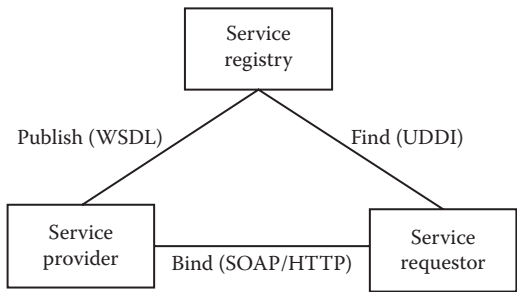 Service
registry
Publish (WSDL)
Find (UDDI)
Service
provider
Bind (SOAP/HTTP)
Service
requestor